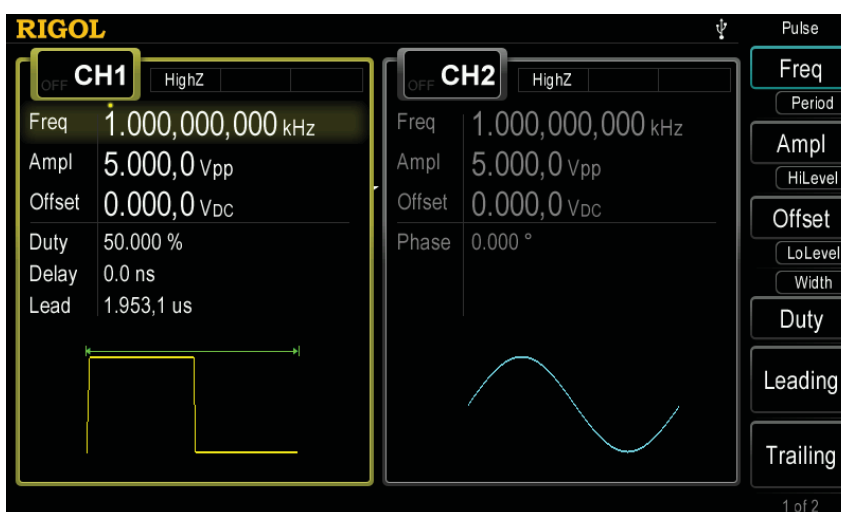 RIGOL
OFF CH1 HighZ
Freq 1.000,000,000 kHz
Ampl 5.000,0 Vpp
Offset 0.000,0 VDC
Duty 50.000 %
Delay 0.0 ns
Lead 1.953,1 us
OFF CH2 HighZ
Freq 1.000,000,000 kHz
Ampl 5.000,0 Vpp
Offset 0.000,0 VDC
Phase 0.000 °
Pulse
Freq
Period
Ampl
HiLevel
Offset
LoLevel
Width
Duty
Leading
Trailing
1 of 2